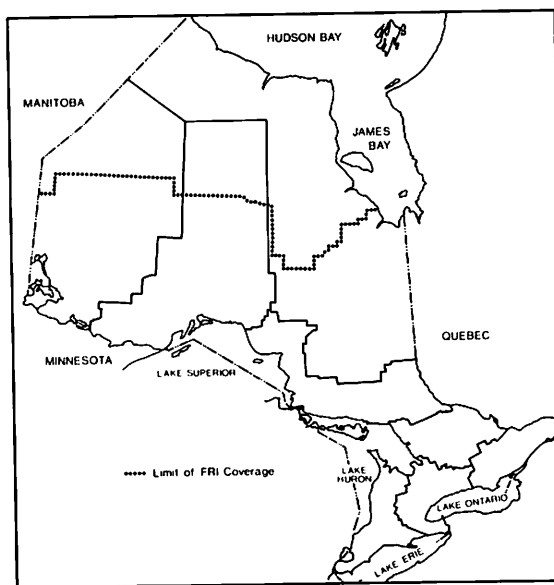 HUDSON BAY
MANITOBA
JAMES
BAY
QUEBEC
MINNESOTA
LAKE SUPERIOR
Limit of FRI Coverage
LAKE
HURON
LAKE ONTARIO
LAKE ERIE